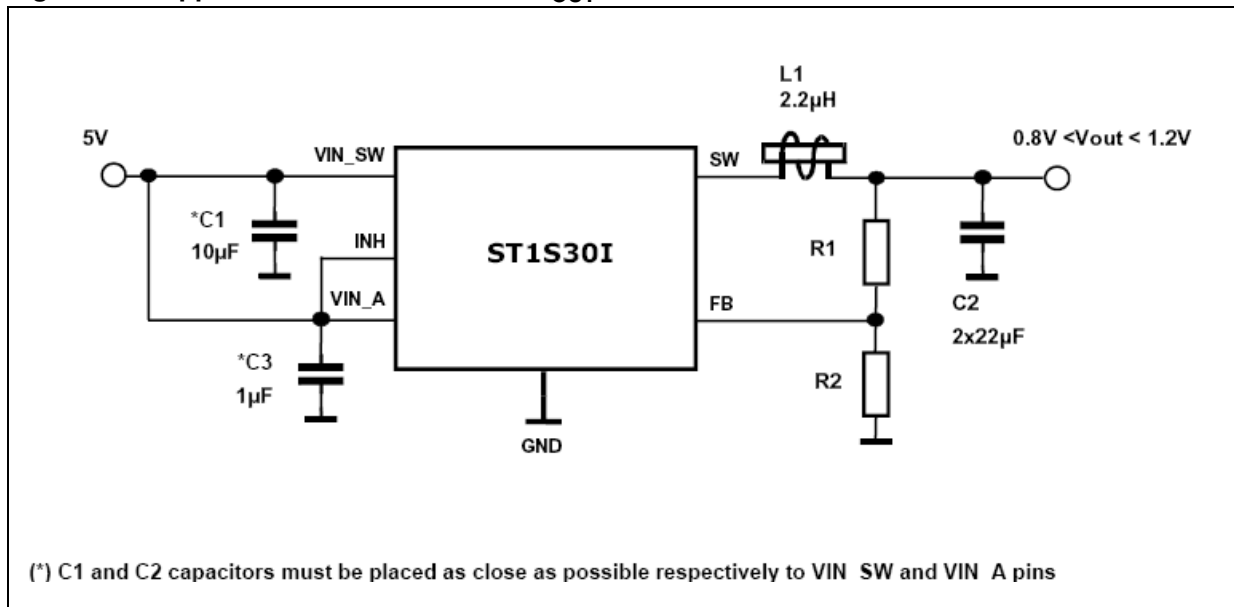 5V
VIN_SW
*C1
10µF
INH
VIN_A
*C3
1µF
ST1S30I
GND
SW
FB
L1
2.2µH
R1
R2
0.8V <Vout < 1.2V
C2
2x22µF
(*) C1 and C2 capacitors must be placed as close as possible respectively to VIN SW and VIN A pins